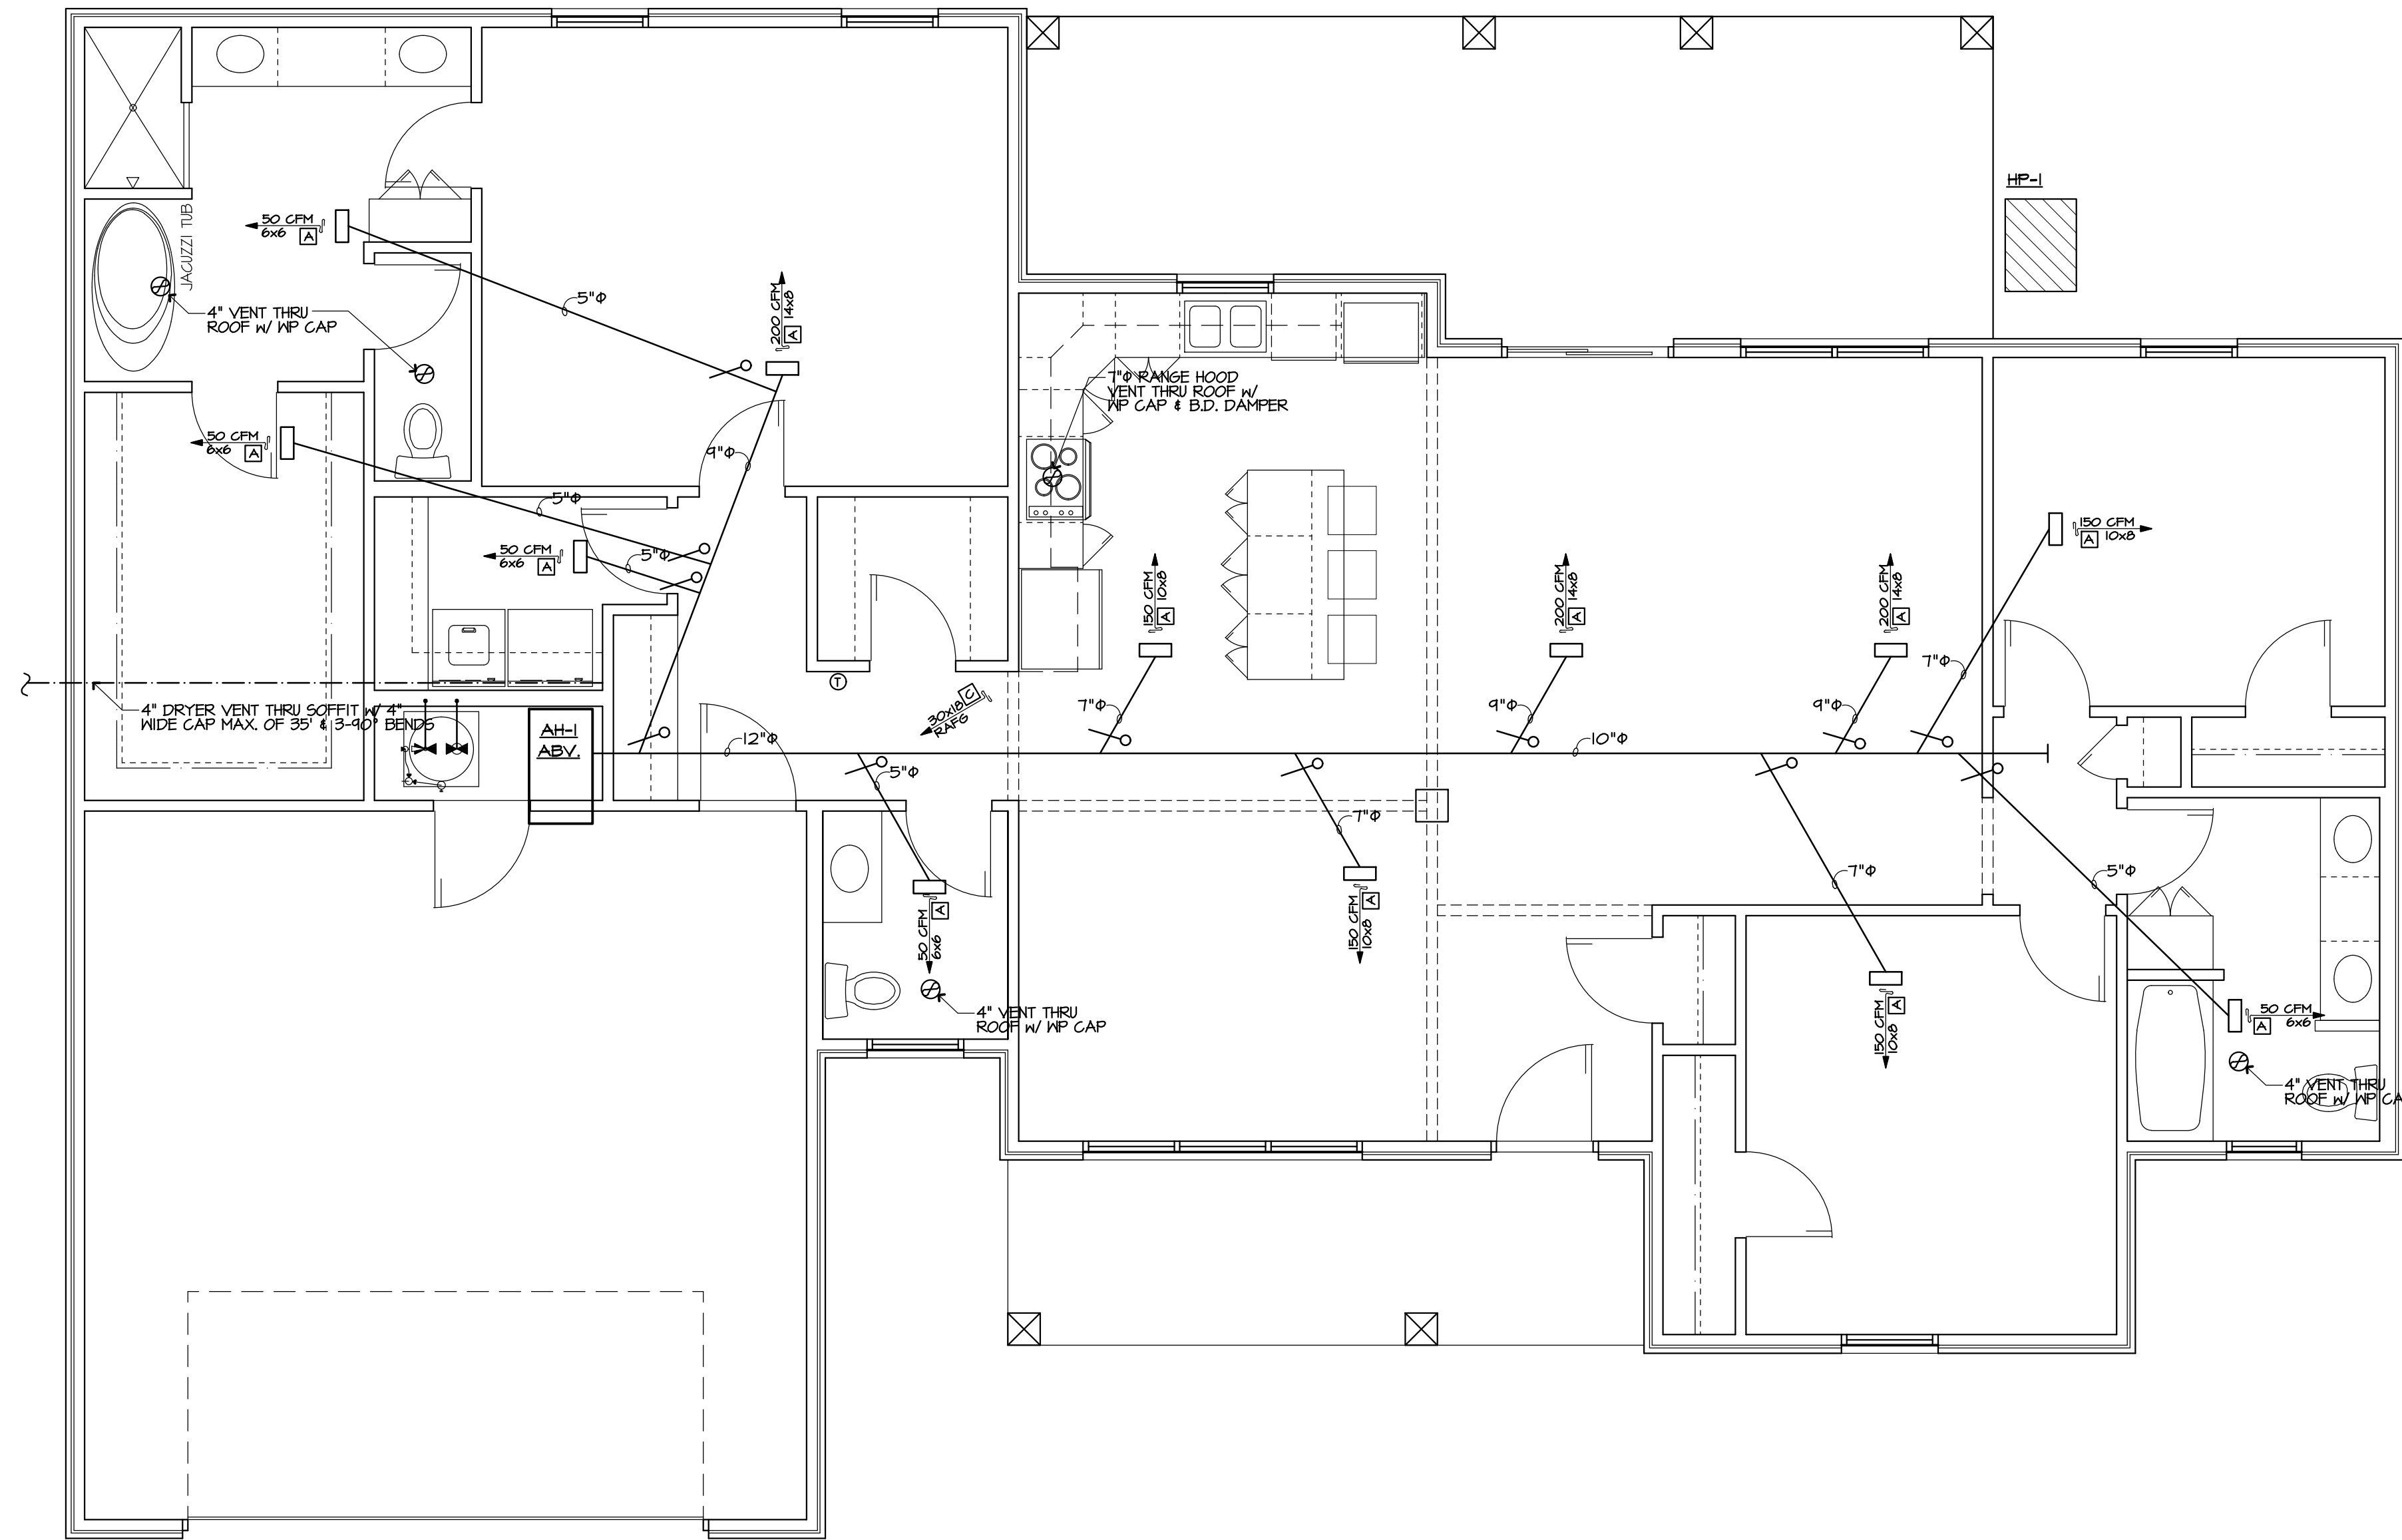 HP-1
JACUZZI TUB
50 CFM
6x6 A
4" VENT THRU
ROOF W/ WP CAP
5"Φ
200 CFM
14x8
A
7"Φ RANGE HOOD
VENT THRU ROOF W/
WP CAP & B.D. DAMPER
50 CFM
6x6 A
9"Φ
5"Φ
50 CFM
6x6 A
5"Φ
150 CFM
10x8
A
200 CFM
14x8
A
200 CFM
14x8
A
150 CFM
A 10x8
T
4" DRYER VENT THRU SOFFIT W/ 4"
WIDE CAP MAX. OF 35' & 3-90° BENDS
AH-1
ABV.
12"Φ
30x18 C
RAFG
7"Φ
9"Φ
10"Φ
9"Φ
7"Φ
5"Φ
7"Φ
7"Φ
5"Φ
50 CFM
6x6
A
150 CFM
10x8
A
150 CFM
10x8
A
50 CFM
A 6x6
4" VENT THRU
ROOF W/ WP CAP
4" VENT THRU
ROOF W/ WP CA